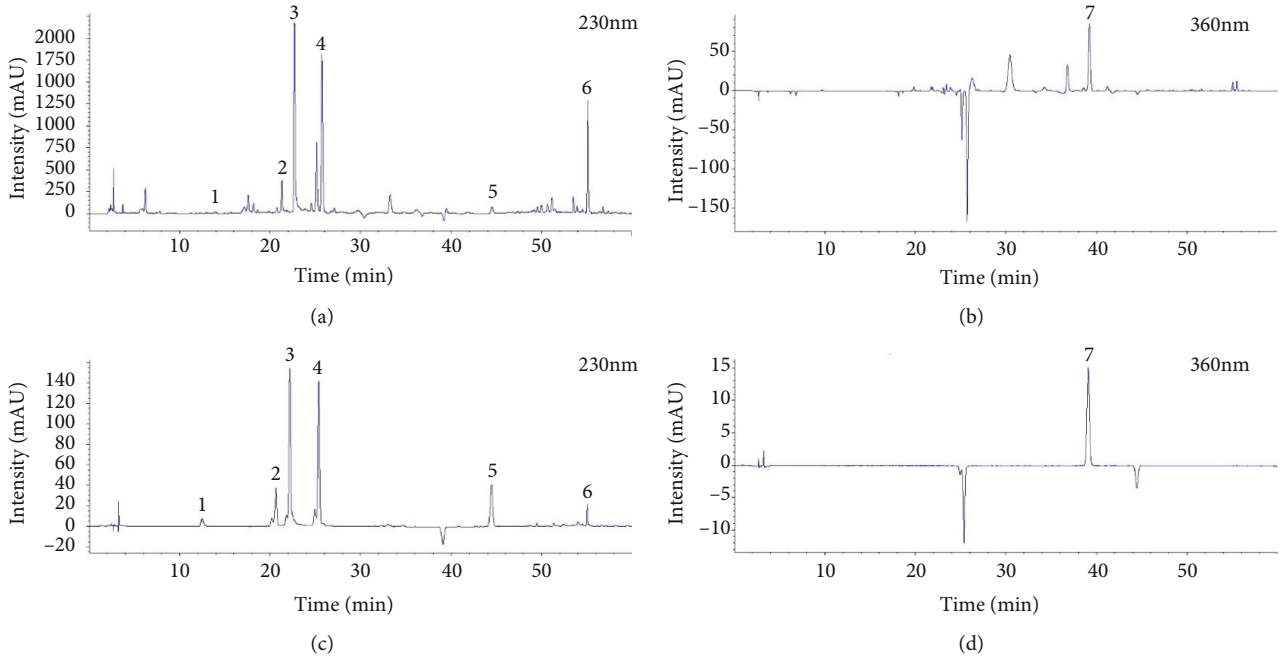 230nm
3
4
6
2
1
5
2000
1750
1500
1250
1000
750
500
250
0
Intensity (mAU)
10 20 30 40 50
Time (min)
(a)
360nm
7
50
0
−50
−100
−150
Intensity (mAU)
10 20 30 40 50
Time (min)
(b)
230nm
3
4
2
5
1
6
140
120
100
80
60
40
20
0
−20
Intensity (mAU)
10 20 30 40 50
Time (min)
(c)
360nm
7
15
10
5
0
−5
−10
Intensity (mAU)
10 20 30 40 50
Time (min)
(d)